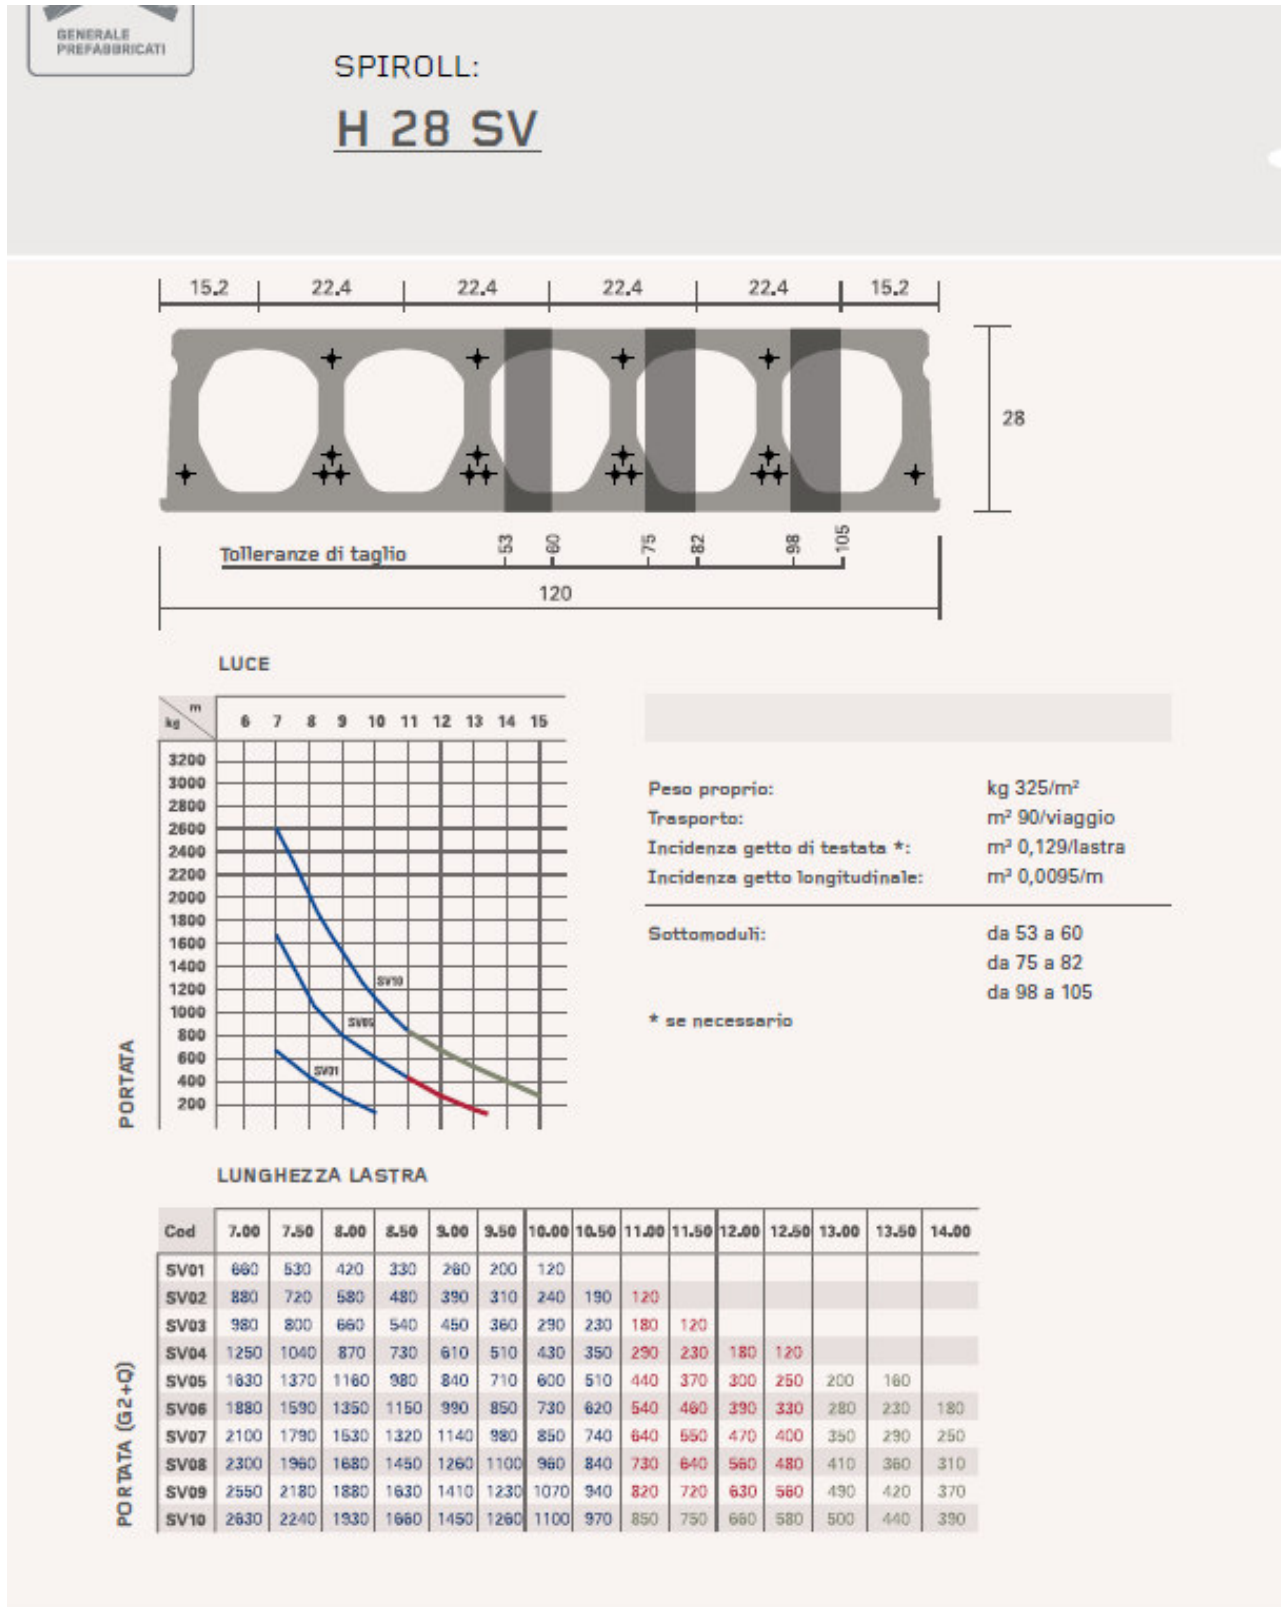 GENERALE
PREFABBRICATI
SPIROLL:
H 28 SV
15.2 22.4 22.4 22.4 22.4 15.2
28
Tolleranze di taglio 53 60 75 82 98 105
120
LUCE
m
kg 6 7 8 9 10 11 12 13 14 15
3200
3000
2800
2600
2400
2200
2000
1800
1600
1400
1200
1000
800
600
400
200
SV10
SV05
SV01
PORTATA
Peso proprio: kg 325/m²
Trasporto: m² 90/viaggio
Incidenza getto di testata *: m³ 0,129/lastra
Incidenza getto longitudinale: m³ 0,0095/m
Sottomoduli: da 53 a 60
da 75 a 82
da 98 a 105
* se necessario
LUNGHEZZA LASTRA
PORTATA (G2+Q)
Cod 7.00 7.50 8.00 8.50 9.00 9.50 10.00 10.50 11.00 11.50 12.00 12.50 13.00 13.50 14.00
SV01 660 530 420 330 260 200 120
SV02 880 720 580 480 390 310 240 190 120
SV03 980 800 660 540 450 360 290 230 180 120
SV04 1250 1040 870 730 610 510 430 350 290 230 180 120
SV05 1630 1370 1160 980 840 710 600 510 440 370 300 250 200 160
SV06 1880 1590 1350 1150 990 850 730 620 540 460 390 330 280 230 180
SV07 2100 1790 1530 1320 1140 980 850 740 640 550 470 400 350 290 250
SV08 2300 1960 1680 1450 1260 1100 960 840 730 640 560 480 410 360 310
SV09 2550 2180 1880 1630 1410 1230 1070 940 820 720 630 560 490 420 370
SV10 2630 2240 1930 1660 1450 1260 1100 970 850 750 660 580 500 440 390